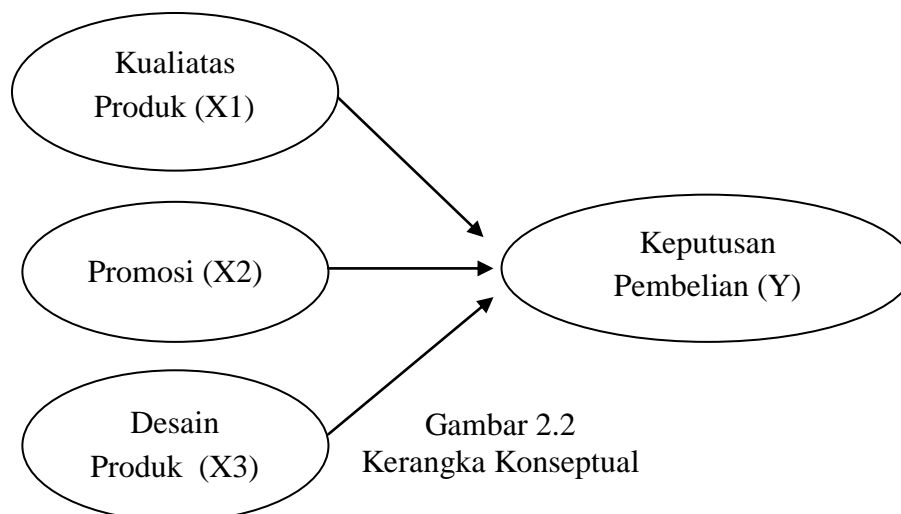 Kualiatas
Produk (X1)
Promosi (X2)
Keputusan
Pembelian (Y)
Desain
Produk  (X3)
Gambar 2.2
Kerangka Konseptual